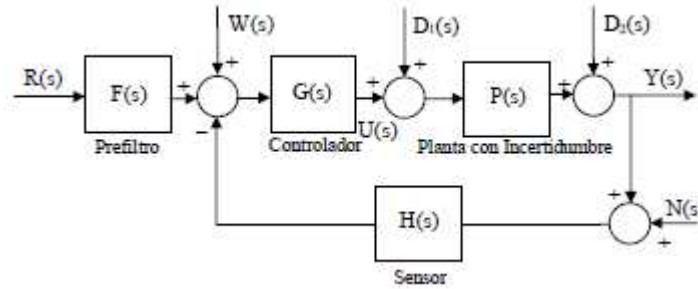 W(s)
D₁(s)
D₂(s)
R(s)
F(s)
G(s)
P(s)
Y(s)
U(s)
Prefiltro
Controlador
Planta con Incertidumbre
H(s)
N(s
Sensor